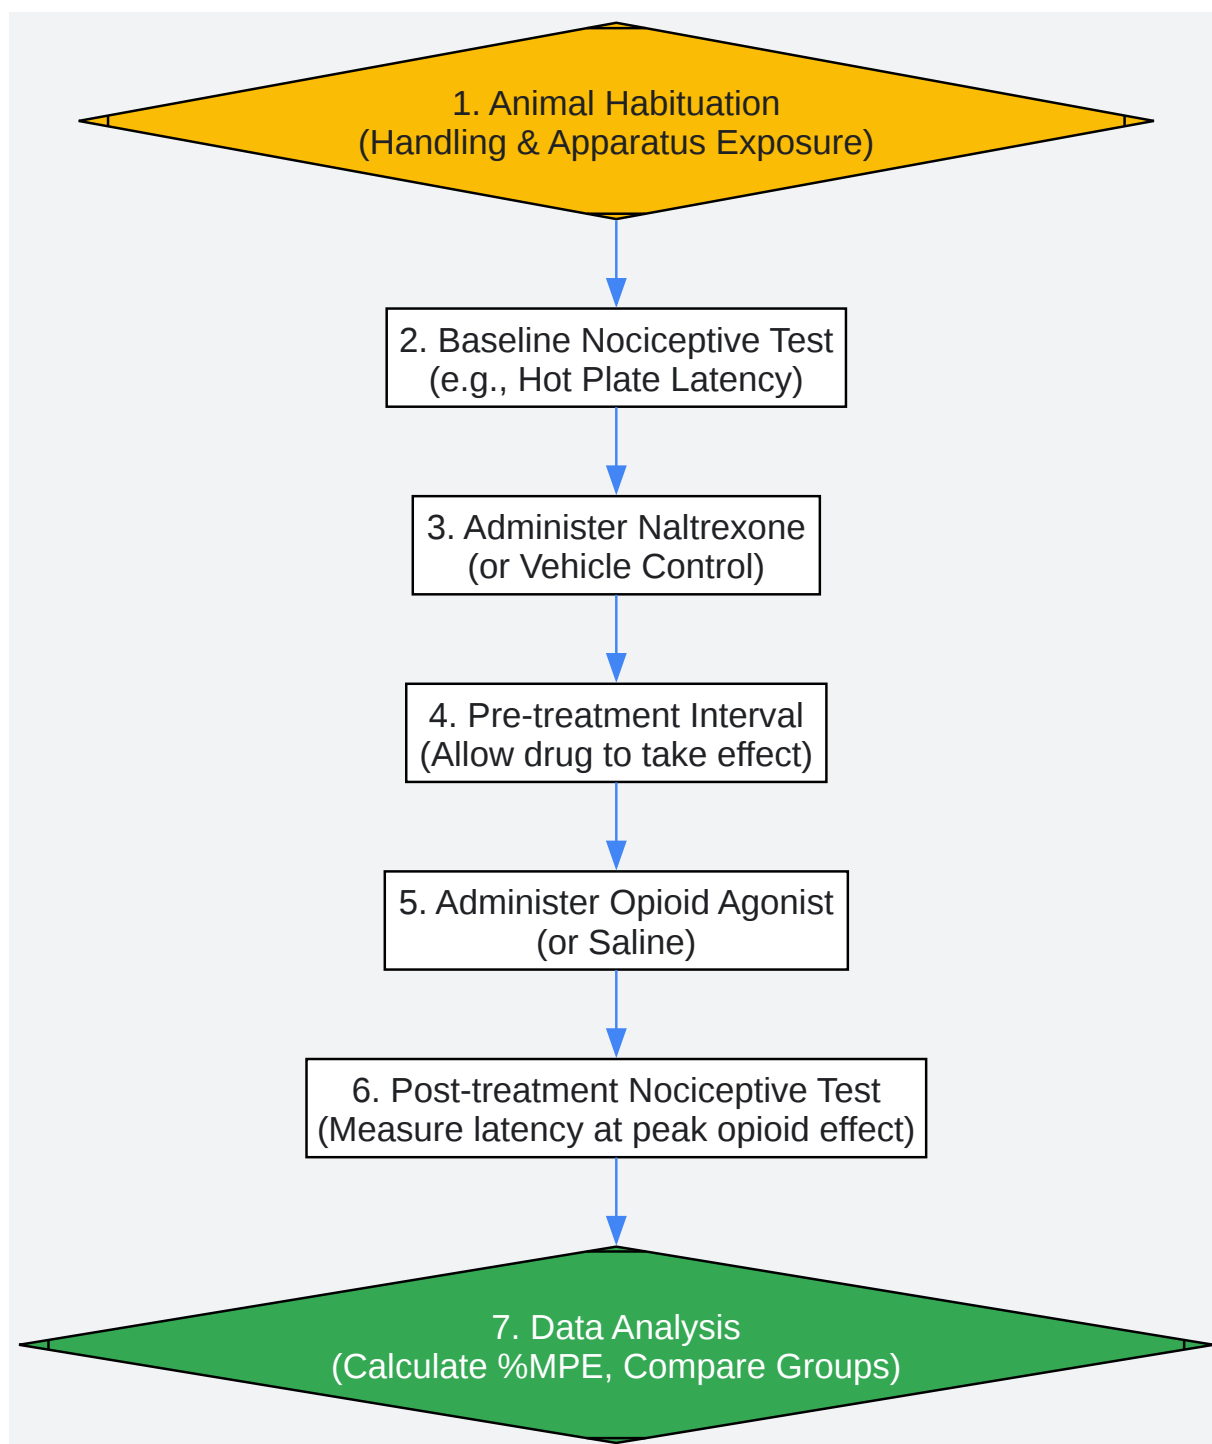 1. Animal Habituation
(Handling & Apparatus Exposure)
2. Baseline Nociceptive Test
(e.g., Hot Plate Latency)
3. Administer Naltrexone
(or Vehicle Control)
4. Pre-treatment Interval
(Allow drug to take effect)
5. Administer Opioid Agonist
(or Saline)
6. Post-treatment Nociceptive Test
(Measure latency at peak opioid effect)
7. Data Analysis
(Calculate %MPE, Compare Groups)